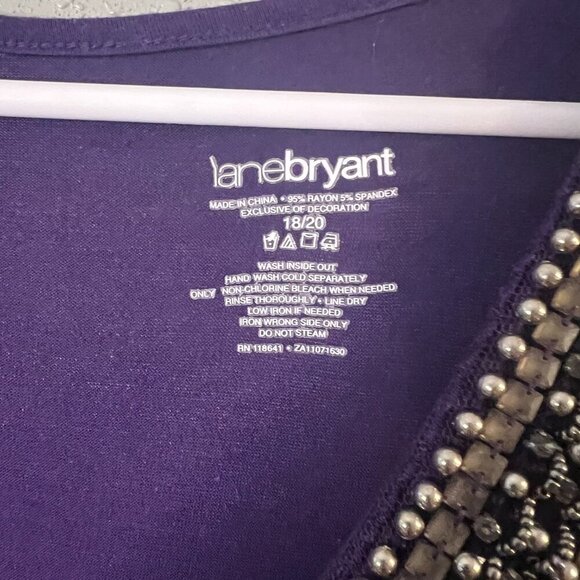 lanebryant
MADE IN CHINA • 95% RAYON 5% SPANDEX
EXCLUSIVE OF DECORATION
18/20
WASH INSIDE OUT
HAND WASH COLD SEPARATELY
ONLY NON-CHLORINE BLEACH WHEN NEEDED
RINSE THOROUGHLY • LINE DRY
LOW IRON IF NEEDED
IRON WRONG SIDE ONLY
DO NOT STEAM
RN 118641 • ZA11071630